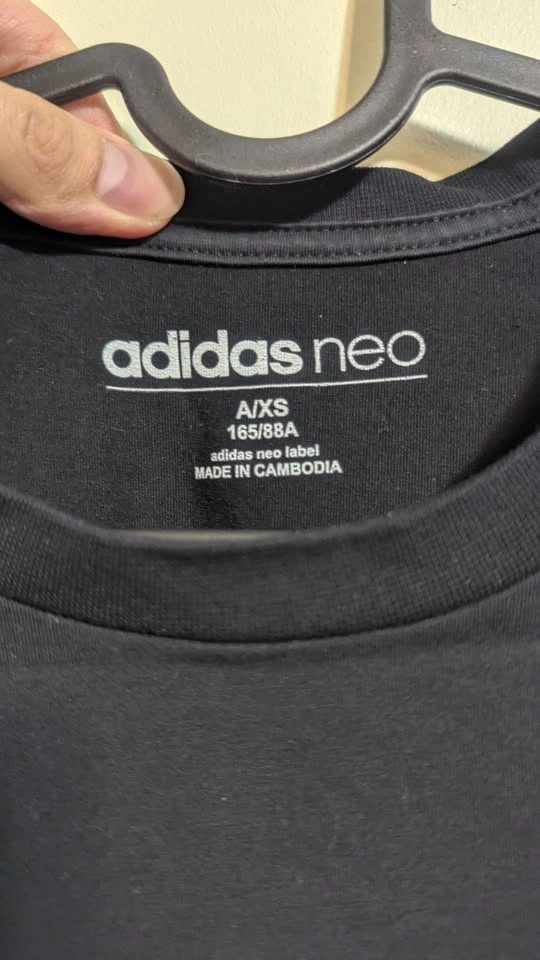 adidas neo
A/XS
165/88A
adidas neo label
MADE IN CAMBODIA